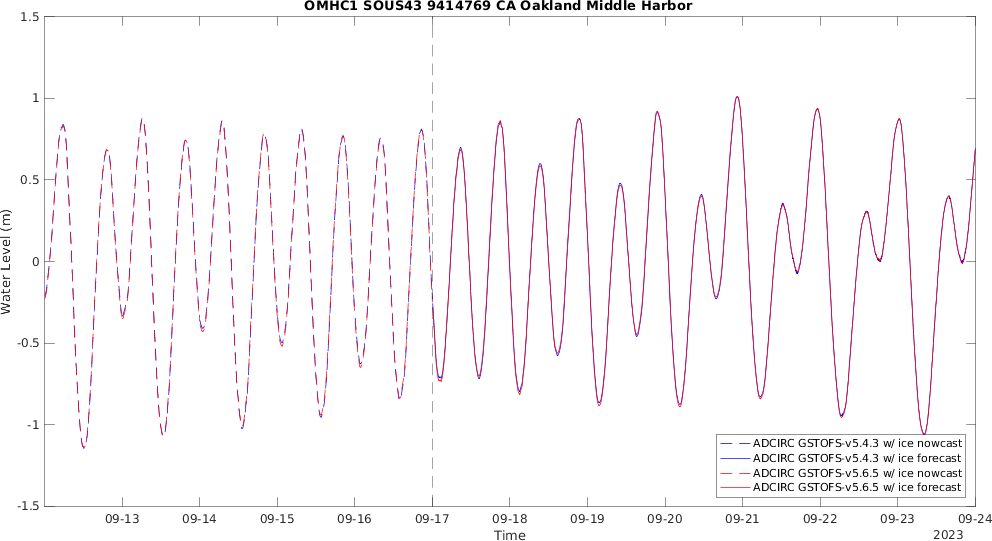 OMHC1 SOUS43 9414769 CA Oakland Middle Harbor
1.5
1
0.5
0
-0.5
-1
-1.5
Water Level (m)
09-13 09-14 09-15 09-16 09-17 09-18 09-19 09-20 09-21 09-22 09-23 09-24
Time
2023
ADCIRC GSTOFS-v5.4.3 w/ ice nowcast
ADCIRC GSTOFS-v5.4.3 w/ ice forecast
ADCIRC GSTOFS-v5.6.5 w/ ice nowcast
ADCIRC GSTOFS-v5.6.5 w/ ice forecast